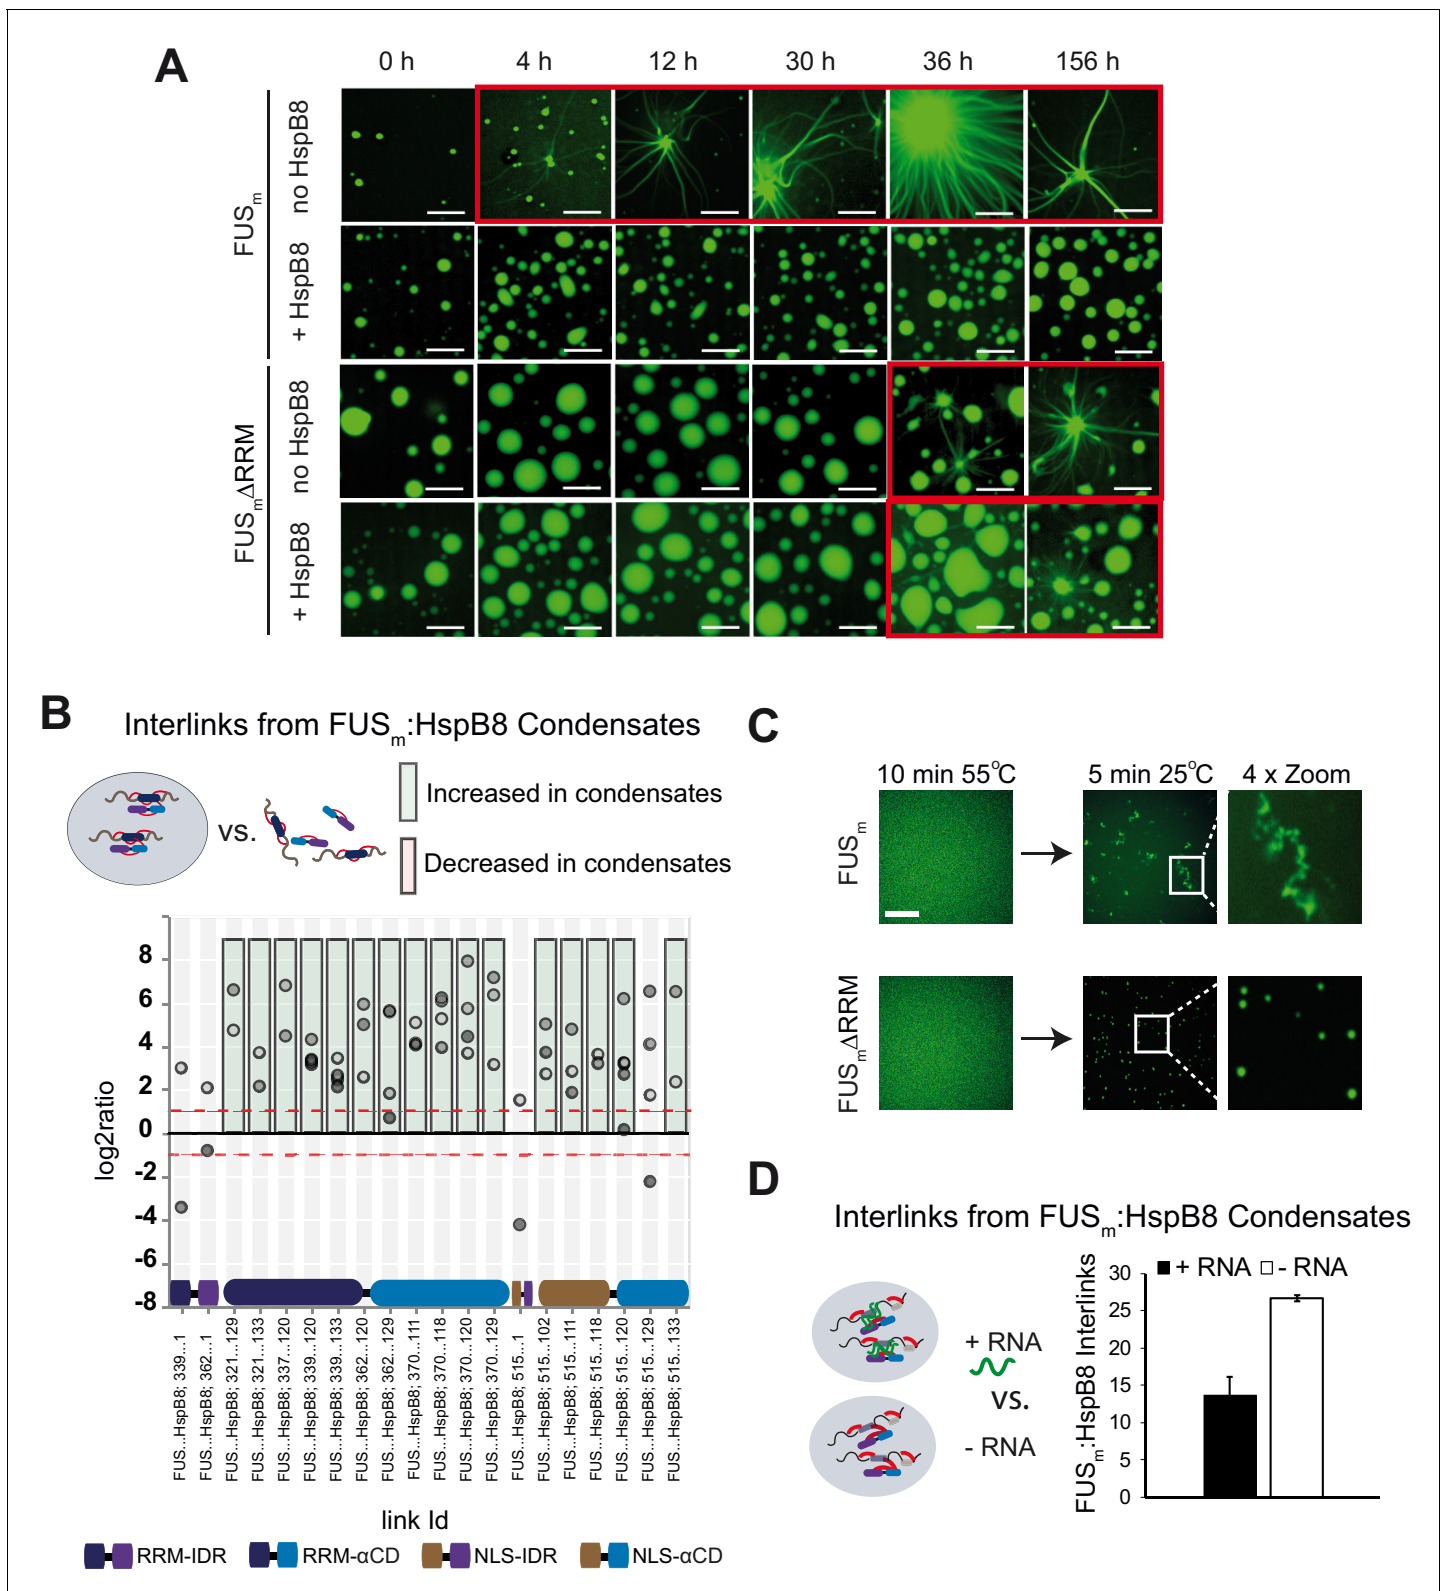 A
0 h 4 h 12 h 30 h 36 h 156 h
FUSm
no HspB8
+ HspB8
FUSmΔRRM
no HspB8
+ HspB8
B
Interlinks from FUSm:HspB8 Condensates
vs.
Increased in condensates
Decreased in condensates
log2ratio
8
6
4
2
0
-2
-4
-6
-8
FUS...HspB8; 339...1
FUS...HspB8; 362...1
FUS...HspB8; 321...129
FUS...HspB8; 321...133
FUS...HspB8; 337...120
FUS...HspB8; 339...120
FUS...HspB8; 339...133
FUS...HspB8; 362...120
FUS...HspB8; 362...129
FUS...HspB8; 370...111
FUS...HspB8; 370...118
FUS...HspB8; 370...120
FUS...HspB8; 370...129
FUS...HspB8; 515...1
FUS...HspB8; 515...102
FUS...HspB8; 515...111
FUS...HspB8; 515...118
FUS...HspB8; 515...120
FUS...HspB8; 515...129
FUS...HspB8; 515...133
link Id
RRM-IDR RRM-αCD NLS-IDR NLS-αCD
C
10 min 55°C 5 min 25°C 4 x Zoom
FUSm
FUSmΔRRM
D
Interlinks from FUSm:HspB8 Condensates
+ RNA
vs.
- RNA
FUSm:HspB8 Interlinks
+ RNA - RNA
30
25
20
15
10
5
0